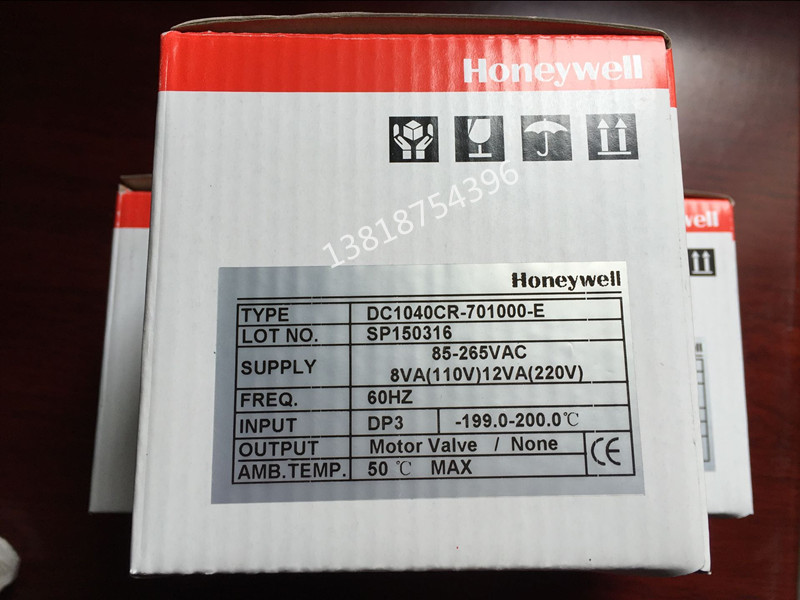 Honeywell
13818754396
well
Honeywell
TYPE DC1040CR-701000-E
LOT NO. SP150316
SUPPLY 85-265VAC
8VA(110V)12VA(220V)
FREQ. 60HZ
INPUT DP3 -199.0-200.0℃
OUTPUT Motor Valve / None
AMB.TEMP. 50 ℃ MAX
CE